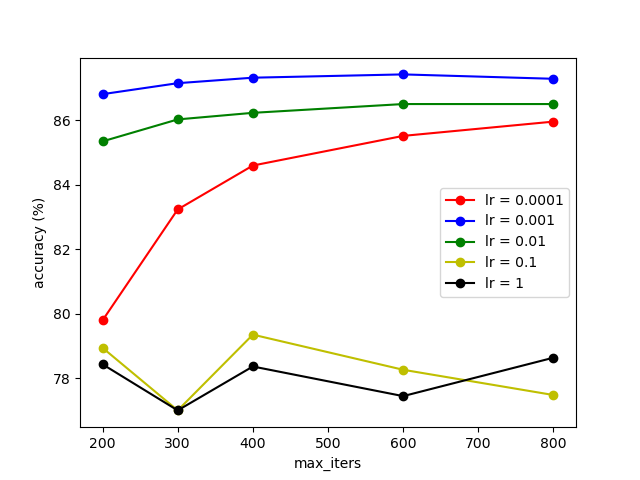 86
84
82
80
78
accuracy (%)
lr = 0.0001
lr = 0.001
lr = 0.01
lr = 0.1
lr = 1
200 300 400 500 600 700 800
max_iters